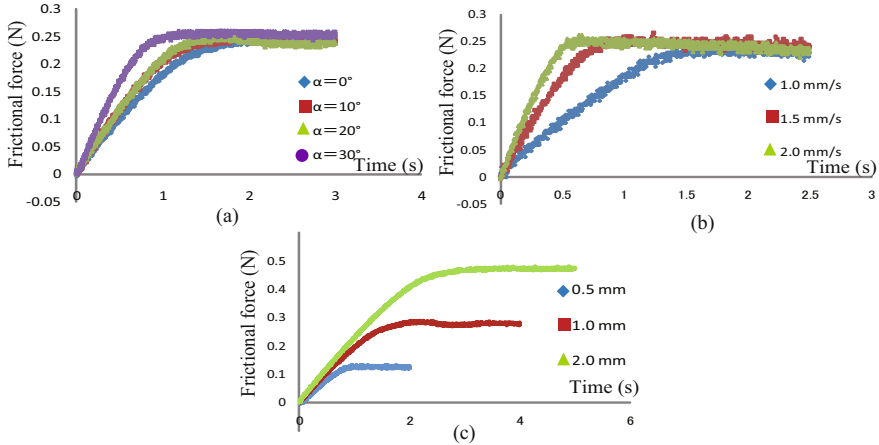 Frictional force (N)
0.3
0.25
0.2
0.15
0.1
0.05
0
-0.05
0
1
2
3
4
α＝0°
α＝10°
α＝20°
α＝30°
Time (s)
(a)
Frictional force (N)
0.3
0.25
0.2
0.15
0.1
0.05
0
-0.05
0
0.5
1
1.5
2
2.5
3
1.0 mm/s
1.5 mm/s
2.0 mm/s
Time (s)
(b)
Frictional force (N)
0.5
0.4
0.3
0.2
0.1
0
0
2
4
6
0.5 mm
1.0 mm
2.0 mm
Time (s)
(c)